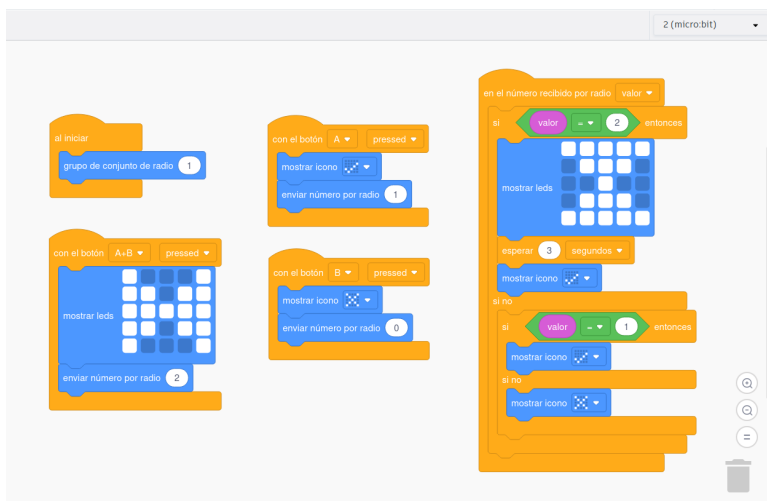 2 (micro:bit)
al iniciar
grupo de conjunto de radio 1
con el botón A+B pressed
mostrar leds
enviar número por radio 2
con el botón A pressed
mostrar icono
enviar número por radio 1
con el botón B pressed
mostrar icono
enviar número por radio 0
en el número recibido por radio valor
si valor = 2 entonces
mostrar leds
esperar 3 segundos
mostrar icono
si no
si valor = 1 entonces
mostrar icono
si no
mostrar icono